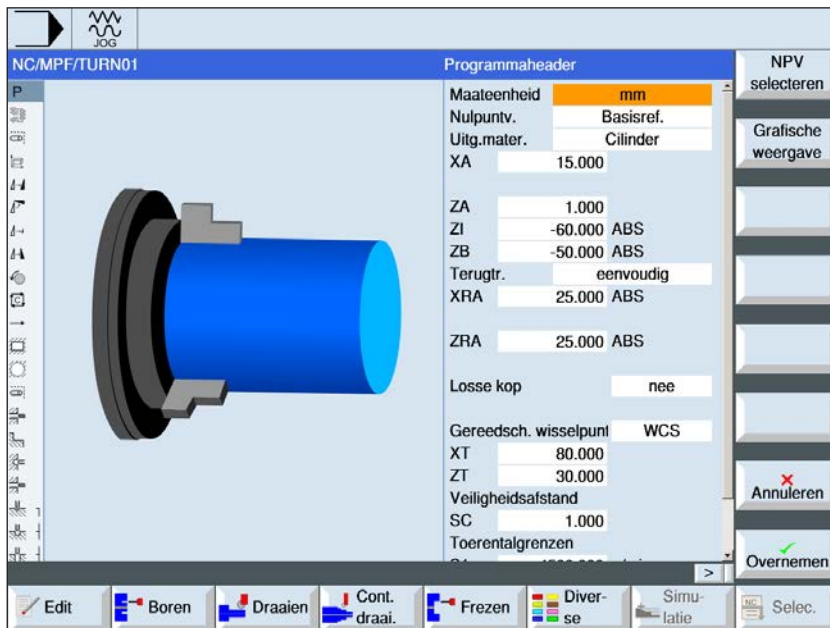 JOG
NC/MPF/TURN01
Programmaheader
P
Maateenheid mm
Nulpuntv. Basisref.
Uitg.mater. Cilinder
XA 15.000
ZA 1.000
ZI -60.000 ABS
ZB -50.000 ABS
Terugtr. eenvoudig
XRA 25.000 ABS
ZRA 25.000 ABS
Losse kop nee
Gereedsch. wisselpunt WCS
XT 80.000
ZT 30.000
Veiligheidsafstand
SC 1.000
Toerentalgrenzen
NPV
selecteren
Grafische
weergave
Annuleren
Overnemen
>
Edit
Boren
Draaien
Cont.
draai.
Frezen
Diver-
se
Simu-
latie
NC
Selec.